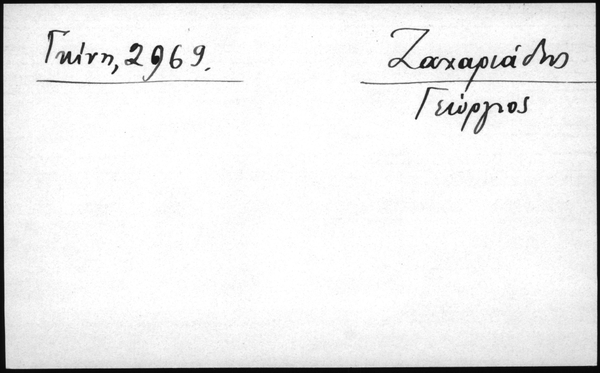 Γκίνη, 2969.
Ζαχαριάδης
Γεώργιος